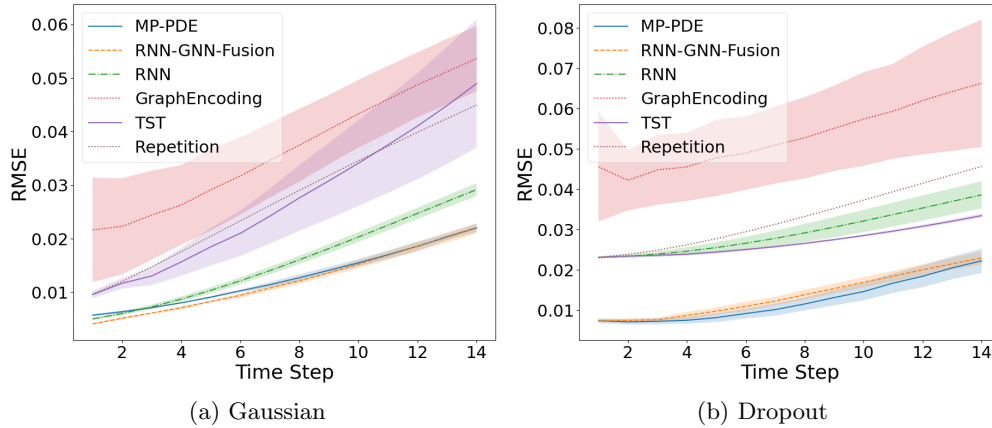 0.06
0.05
0.04
0.03
0.02
0.01
RMSE
MP-PDE
RNN-GNN-Fusion
RNN
GraphEncoding
TST
Repetition
2 4 6 8 10 12 14
Time Step
(a) Gaussian
0.08
0.07
0.06
0.05
0.04
0.03
0.02
0.01
RMSE
MP-PDE
RNN-GNN-Fusion
RNN
GraphEncoding
TST
Repetition
2 4 6 8 10 12 14
Time Step
(b) Dropout